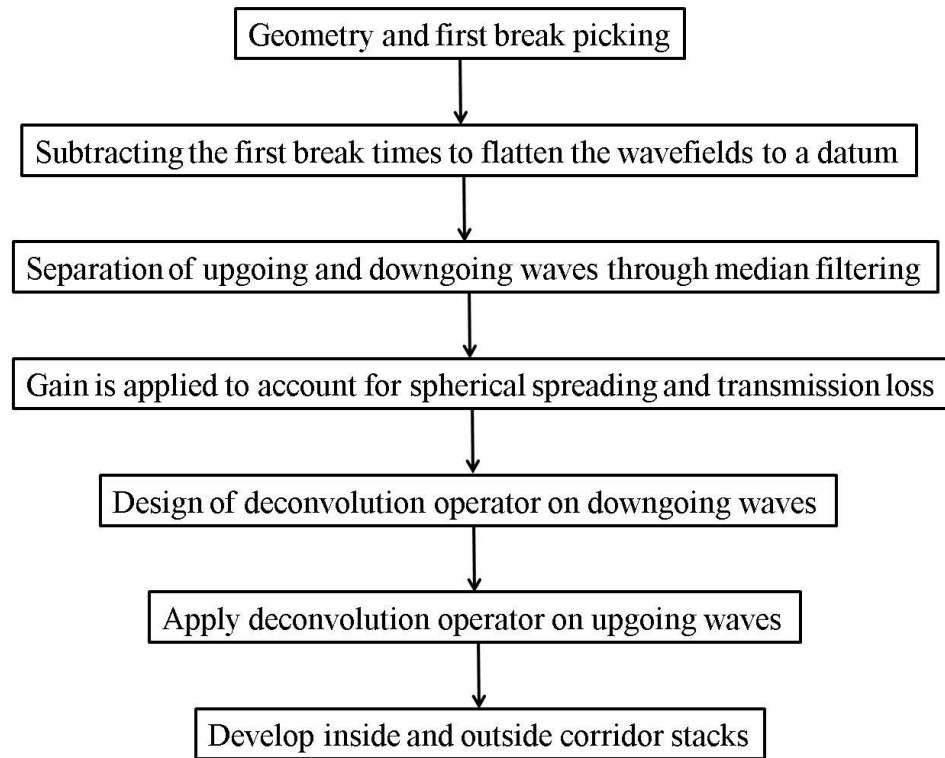 Geometry and first break picking
Subtracting the first break times to flatten the wavefields to a datum
Separation of upgoing and downgoing waves through median filtering
Gain is applied to account for spherical spreading and transmission loss
Design of deconvolution operator on downgoing waves
Apply deconvolution operator on upgoing waves
Develop inside and outside corridor stacks